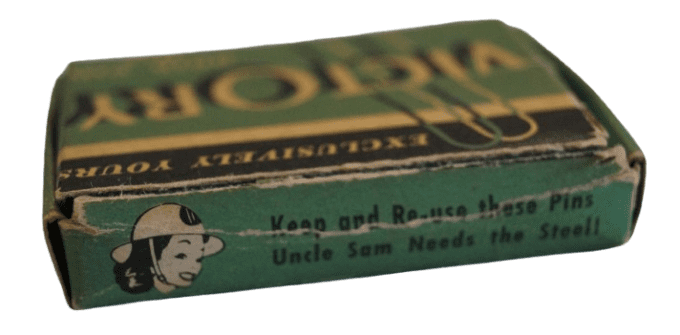 VICTORY
EXCLUSIVELY YOURS
Keep and Re-use these Pins
Uncle Sam Needs the Steel!